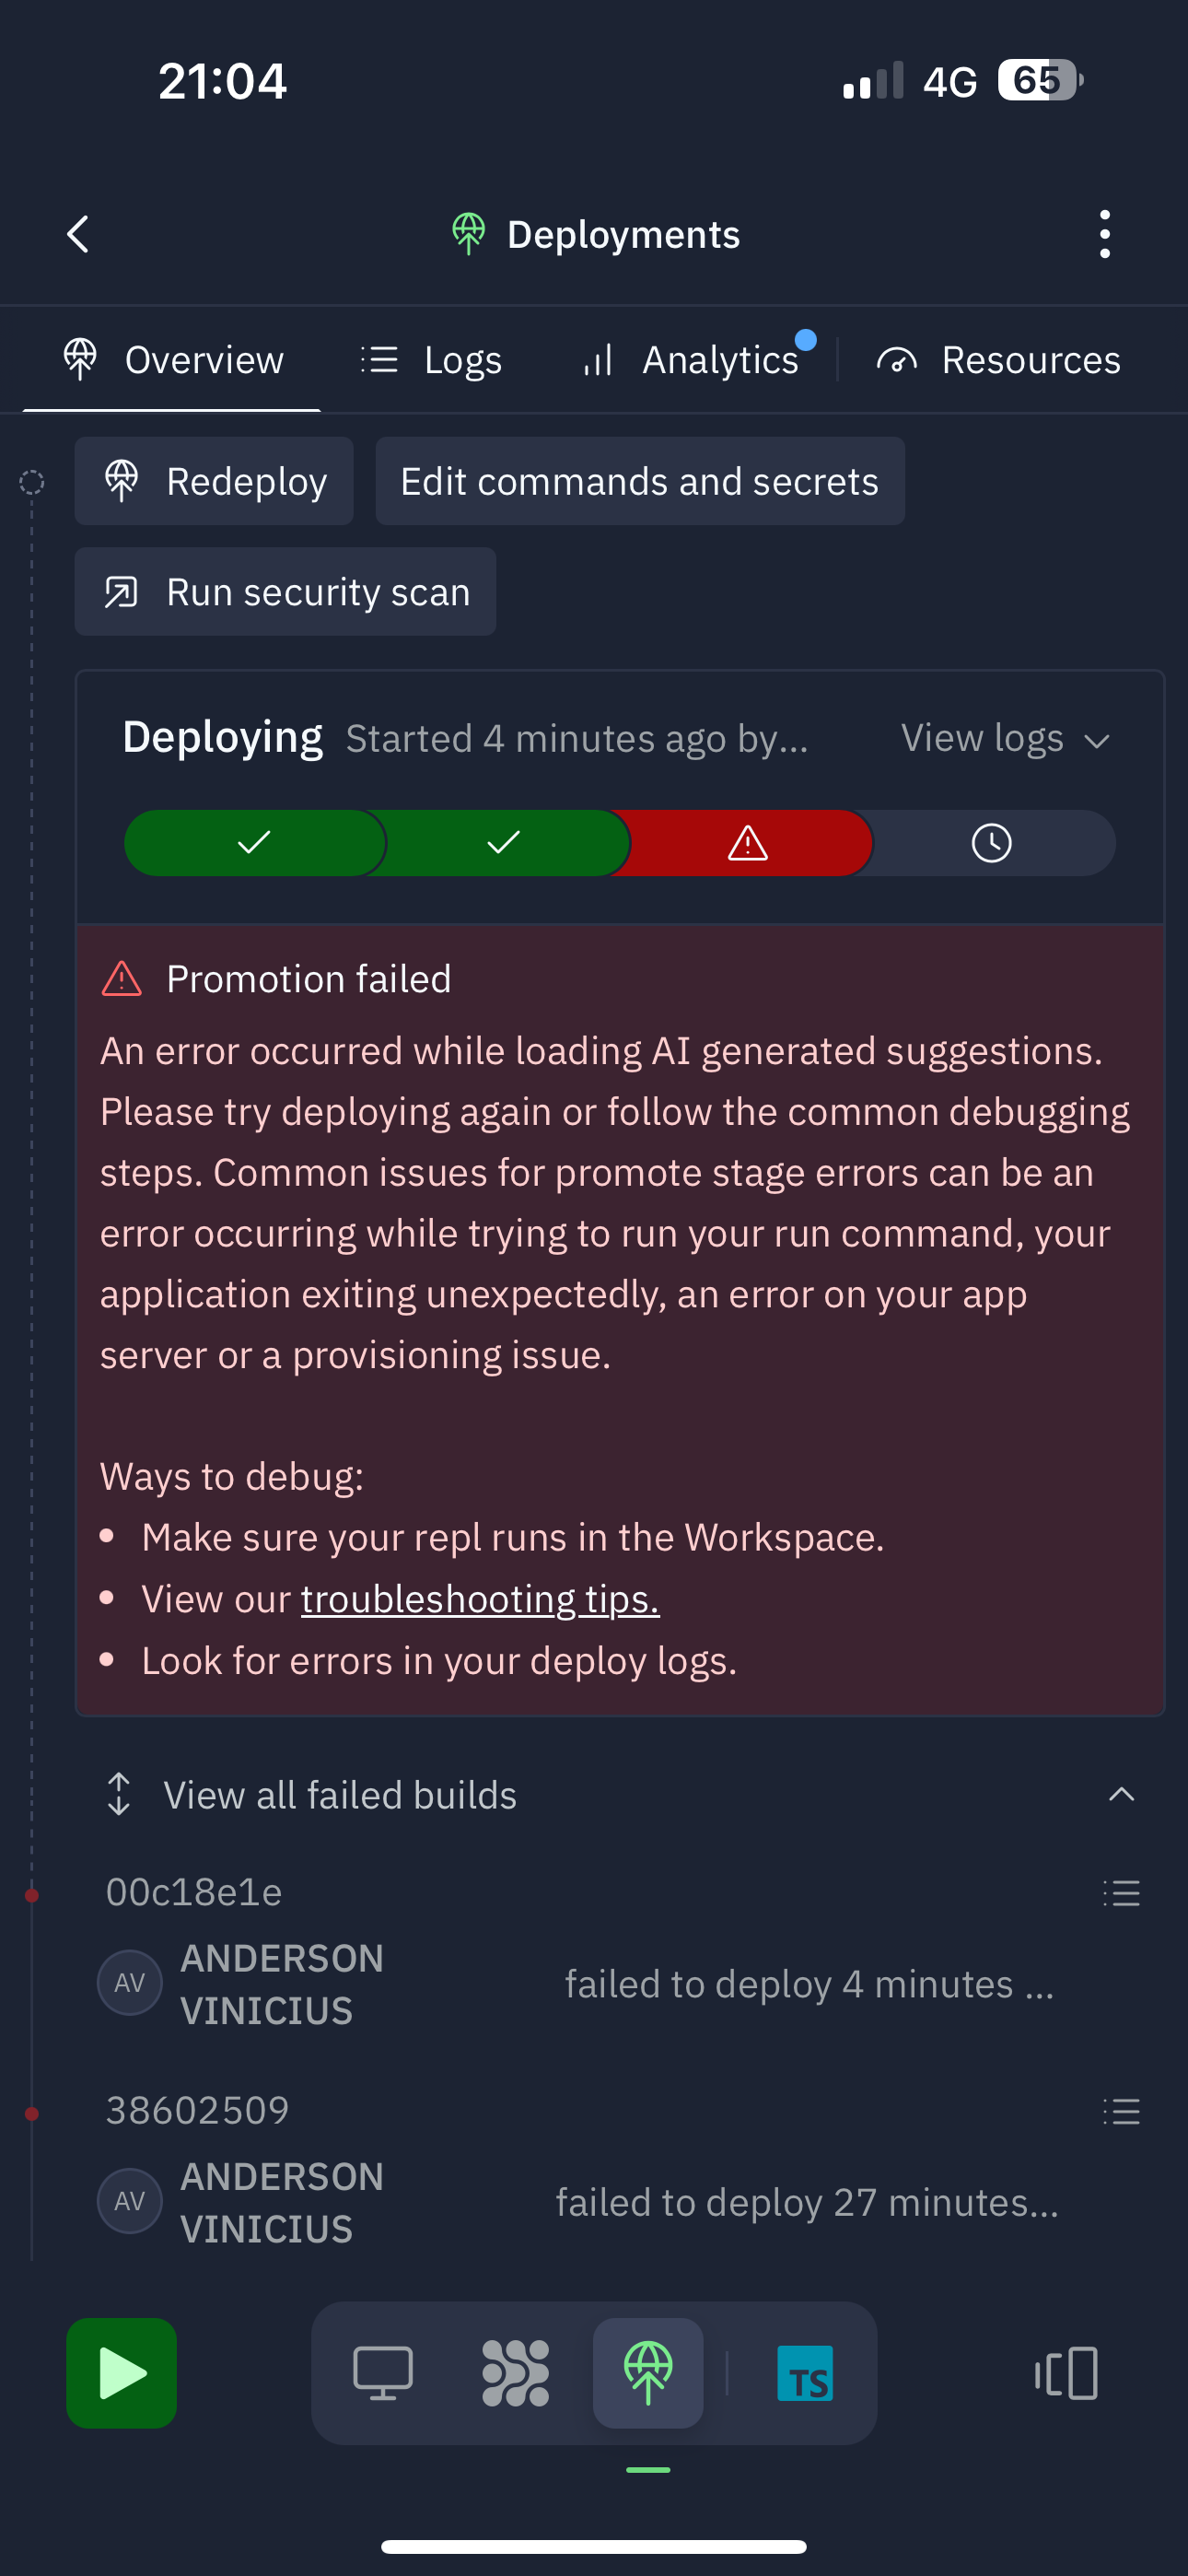 21:04
4G
65
Deployments
Overview
Logs
Analytics
Resources
Redeploy
Edit commands and secrets
Run security scan
Deploying Started 4 minutes ago by... View logs
Promotion failed
An error occurred while loading AI generated suggestions.
Please try deploying again or follow the common debugging
steps. Common issues for promote stage errors can be an
error occurring while trying to run your run command, your
application exiting unexpectedly, an error on your app
server or a provisioning issue.
Ways to debug:
• Make sure your repl runs in the Workspace.
• View our troubleshooting tips.
• Look for errors in your deploy logs.
View all failed builds
00c18e1e
AV
ANDERSON
VINICIUS
failed to deploy 4 minutes ...
38602509
AV
ANDERSON
VINICIUS
failed to deploy 27 minutes...
TS